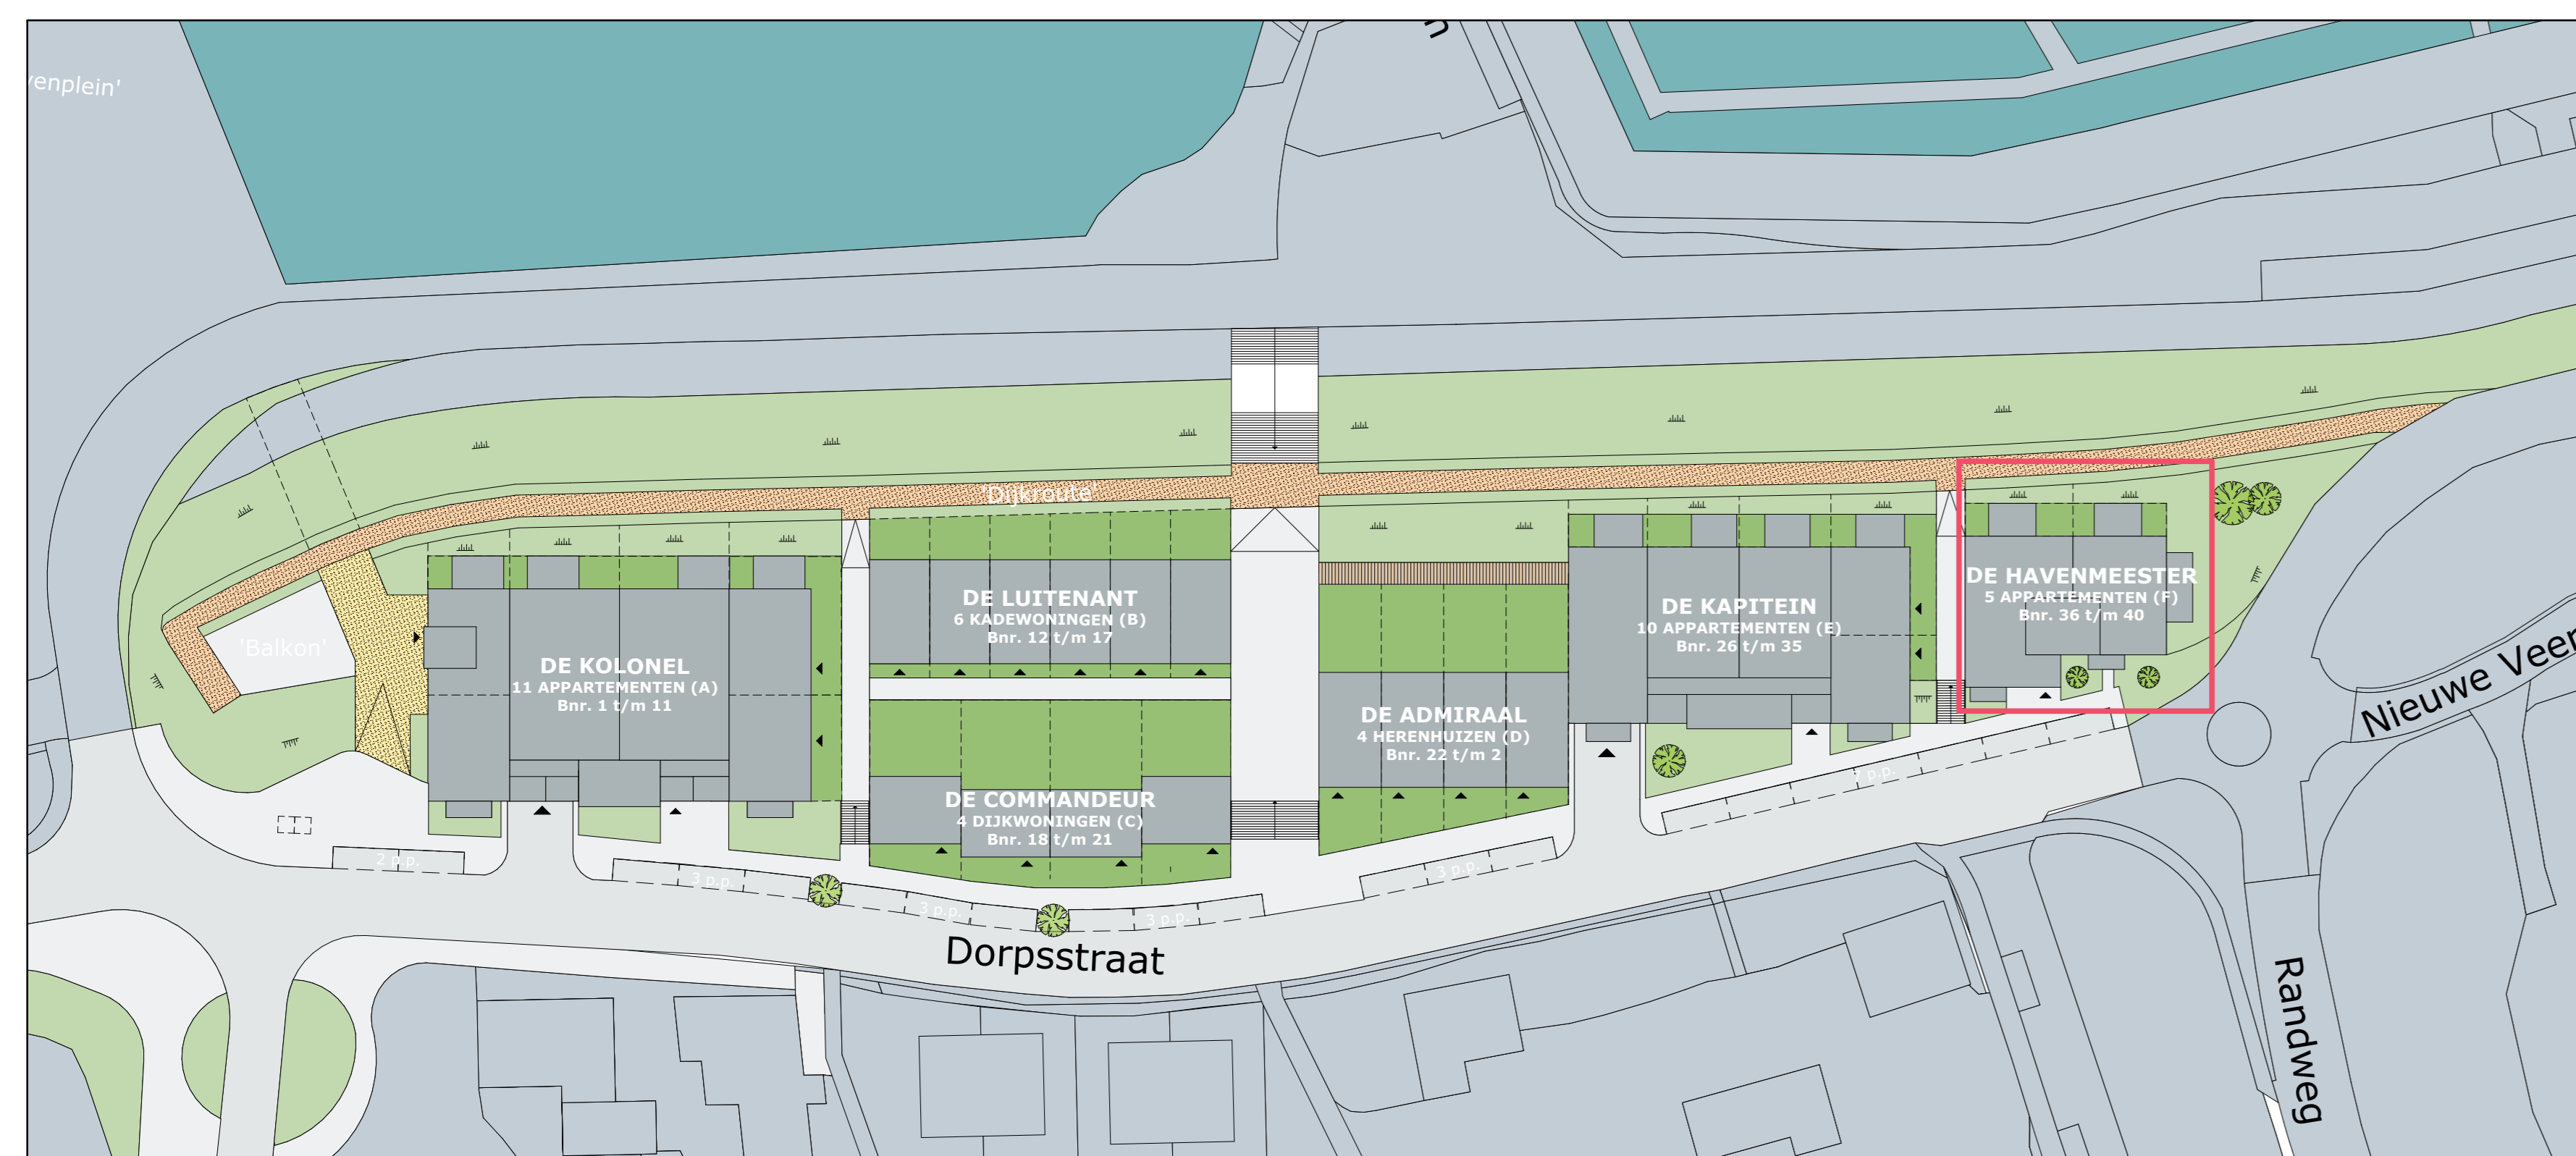 venplein'
'Dijkroute'
'Balkon'
DE KOLONEL
11 APPARTEMENTEN (A)
Bnr. 1 t/m 11
DE LUITENANT
6 KADEWONINGEN (B)
Bnr. 12 t/m 17
DE COMMANDEUR
4 DIJKWONINGEN (C)
Bnr. 18 t/m 21
DE ADMIRAAL
4 HERENHUIZEN (D)
Bnr. 22 t/m 2
DE KAPITEIN
10 APPARTEMENTEN (E)
Bnr. 26 t/m 35
DE HAVENMEESTER
5 APPARTEMENTEN (F)
Bnr. 36 t/m 40
2 p.p.
3 p.p.
3 p.p.
3 p.p.
3 p.p.
7 p.p.
Dorpsstraat
Nieuwe Veer
Randweg